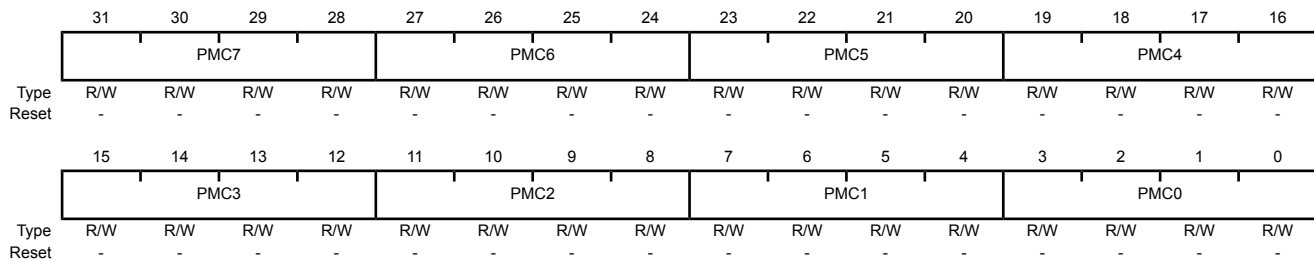 31 30 29 28 27 26 25 24 23 22 21 20 19 18 17 16
PMC7 PMC6 PMC5 PMC4
Type R/W R/W R/W R/W R/W R/W R/W R/W R/W R/W R/W R/W R/W R/W R/W R/W
Reset - - - - - - - - - - - - - - - -
15 14 13 12 11 10 9 8 7 6 5 4 3 2 1 0
PMC3 PMC2 PMC1 PMC0
Type R/W R/W R/W R/W R/W R/W R/W R/W R/W R/W R/W R/W R/W R/W R/W R/W
Reset - - - - - - - - - - - - - - - -